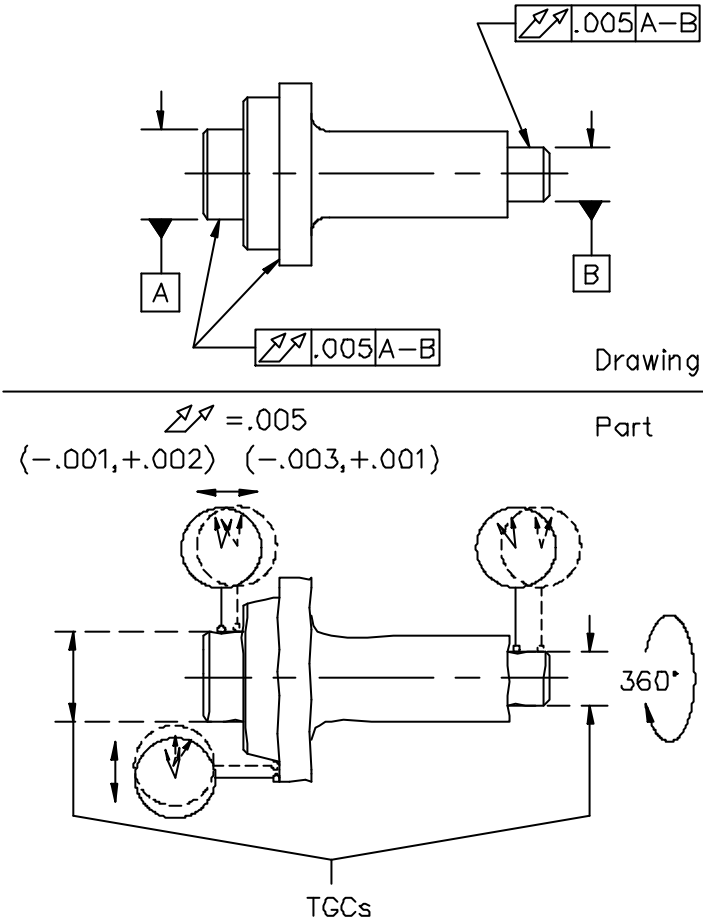 .005 A-B
A
B
.005 A-B
Drawing
=.005
Part
(-.001,+.002) (-.003,+.001)
360°
TGCs